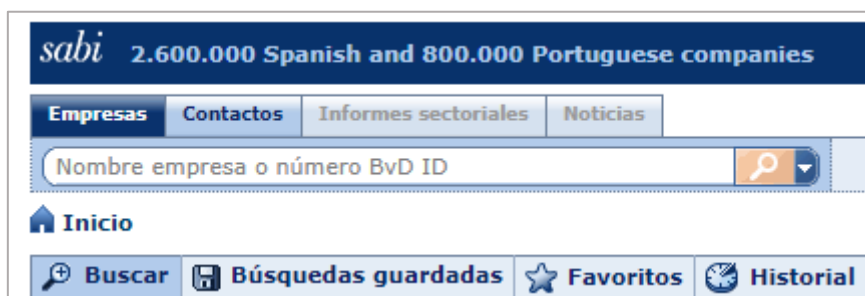 sabi 2.600.000 Spanish and 800.000 Portuguese companies
Empresas Contactos Informes sectoriales Noticias
Nombre empresa o número BvD ID
Inicio
Buscar Búsquedas guardadas Favoritos Historial